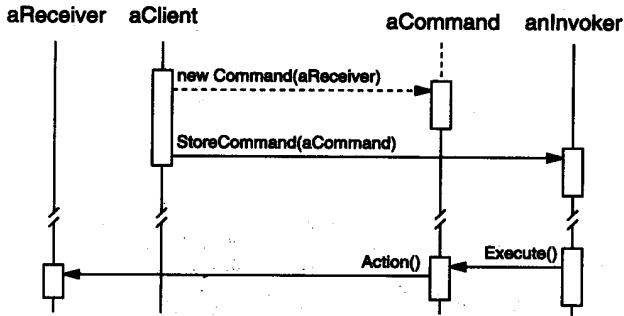 aReceiver aClient aCommand anInvoker
new Command(aReceiver)
StoreCommand(aCommand)
Action() Execute()